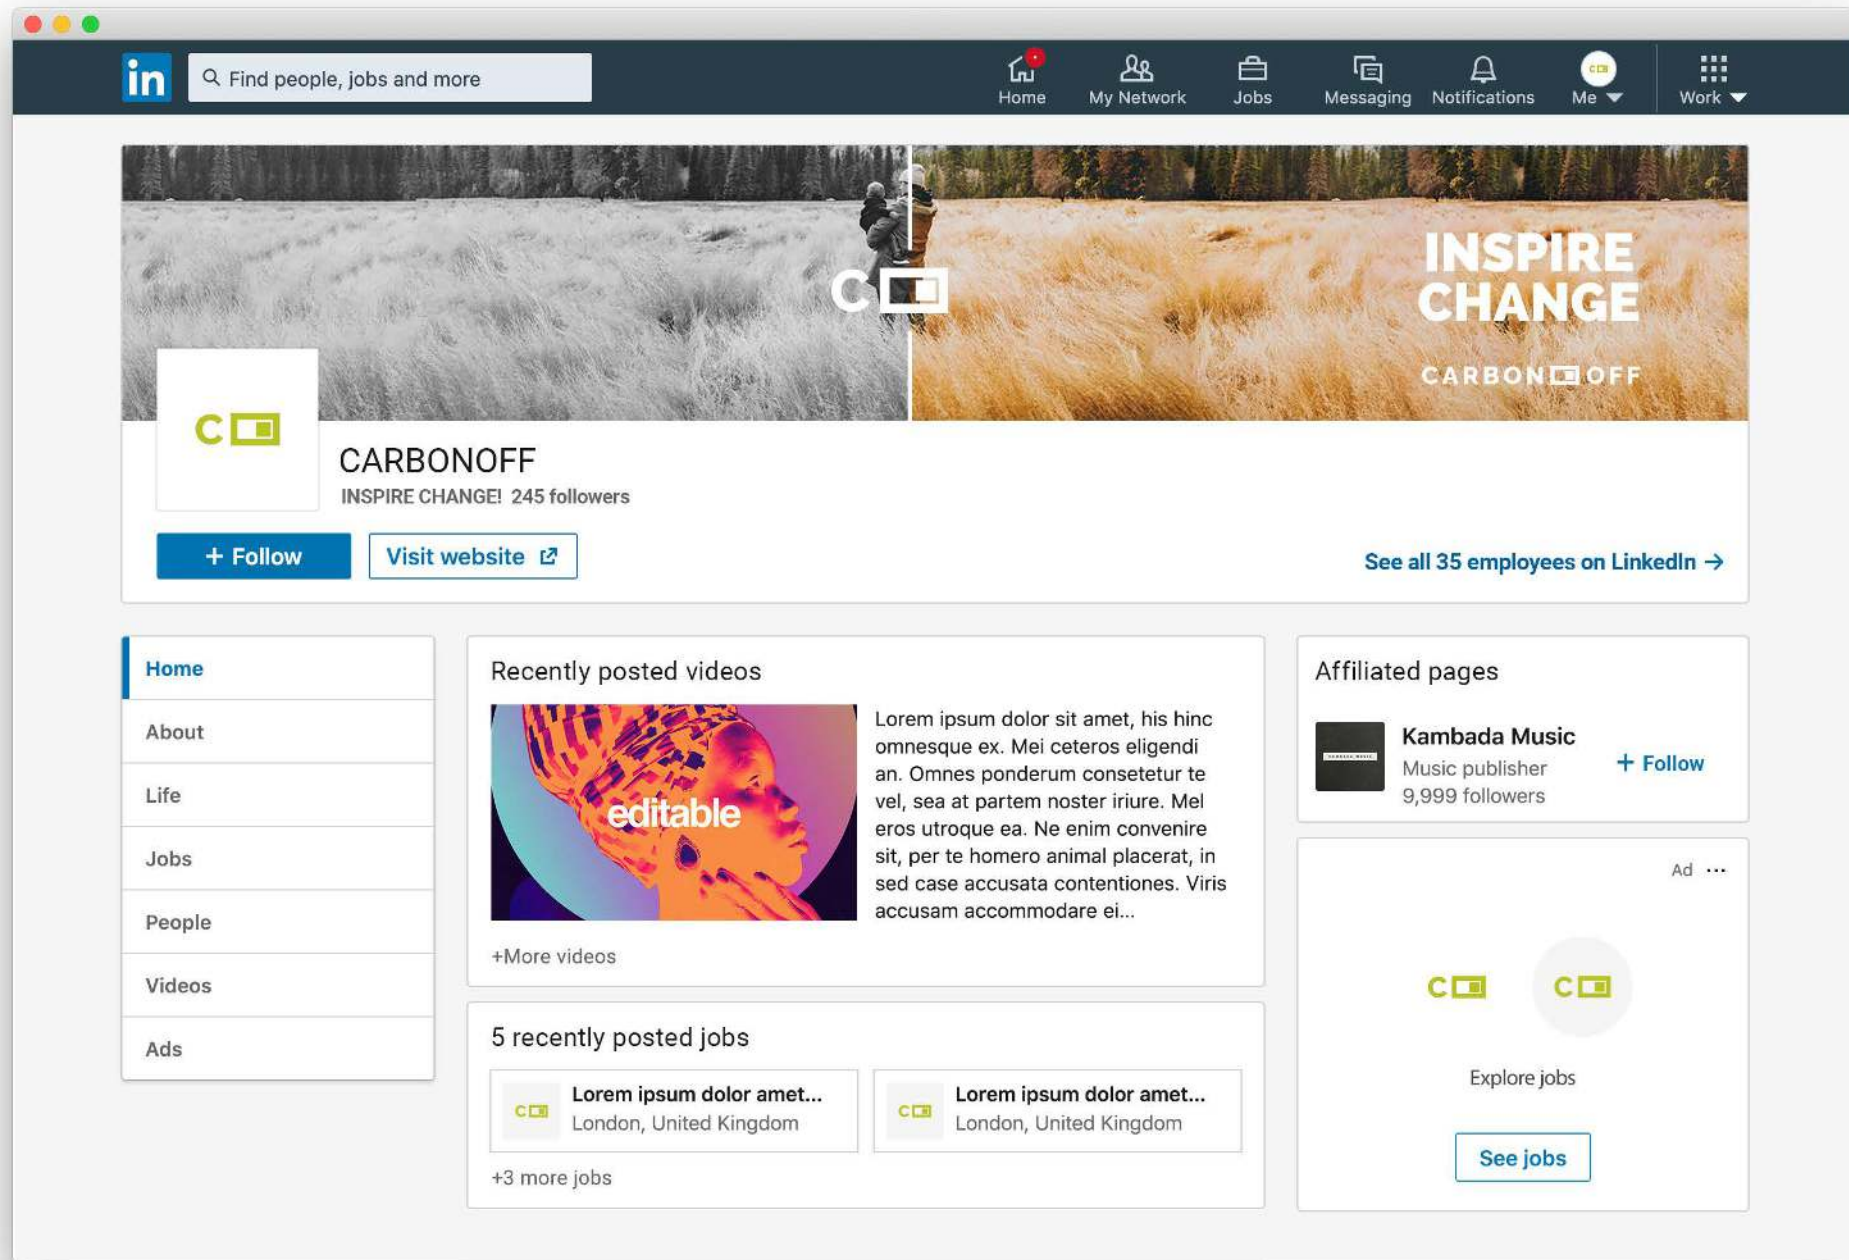 in
Find people, jobs and more
Home
My Network
Jobs
Messaging
Notifications
Me
Work
INSPIRE
CHANGE
CARBON OFF
C
C
CARBONOFF
INSPIRE CHANGE! 245 followers
+ Follow
Visit website
See all 35 employees on LinkedIn →
Home
About
Life
Jobs
People
Videos
Ads
Recently posted videos
editable
Lorem ipsum dolor sit amet, his hinc
omnesque ex. Mei ceteros eligendi
an. Omnes ponderum consetetur te
vel, sea at partem noster iriure. Mel
eros utroque ea. Ne enim convenire
sit, per te homero animal placerat, in
sed case accusata contentiones. Viris
accusam accommodare ei...
+More videos
5 recently posted jobs
C
Lorem ipsum dolor amet...
London, United Kingdom
C
Lorem ipsum dolor amet...
London, United Kingdom
+3 more jobs
Affiliated pages
KAMBADA MUSIC
Kambada Music
Music publisher
9,999 followers
+ Follow
Ad ...
C
C
Explore jobs
See jobs